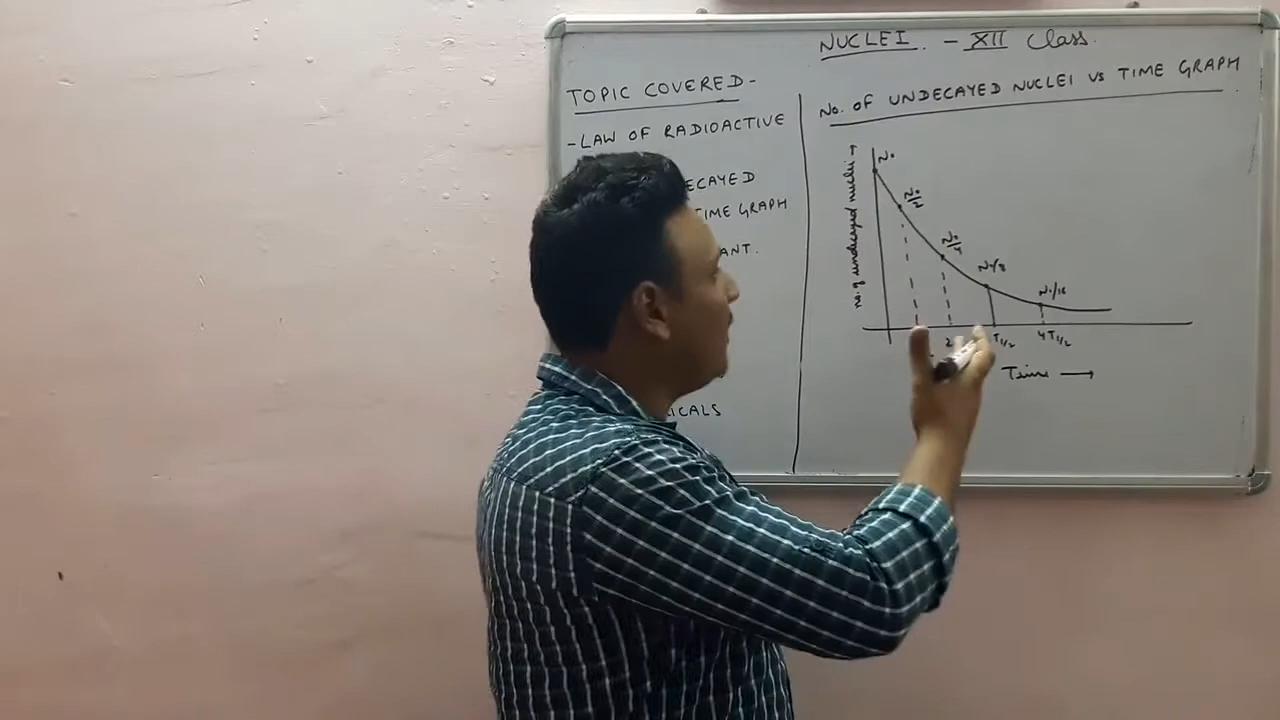 NUCLEI. - XII Class.
TOPIC COVERED -
- LAW OF RADIOACTIVE
ECAYED
TIME GRAPH
ANT.
ICALS
NO. OF UNDECAYED NUCLEI VS TIME GRAPH
no. of undecayed nuclei →
N₀
N₀/2
N₀/4
N₀/8
N₀/16
2
T1/2
4T1/2
Time →